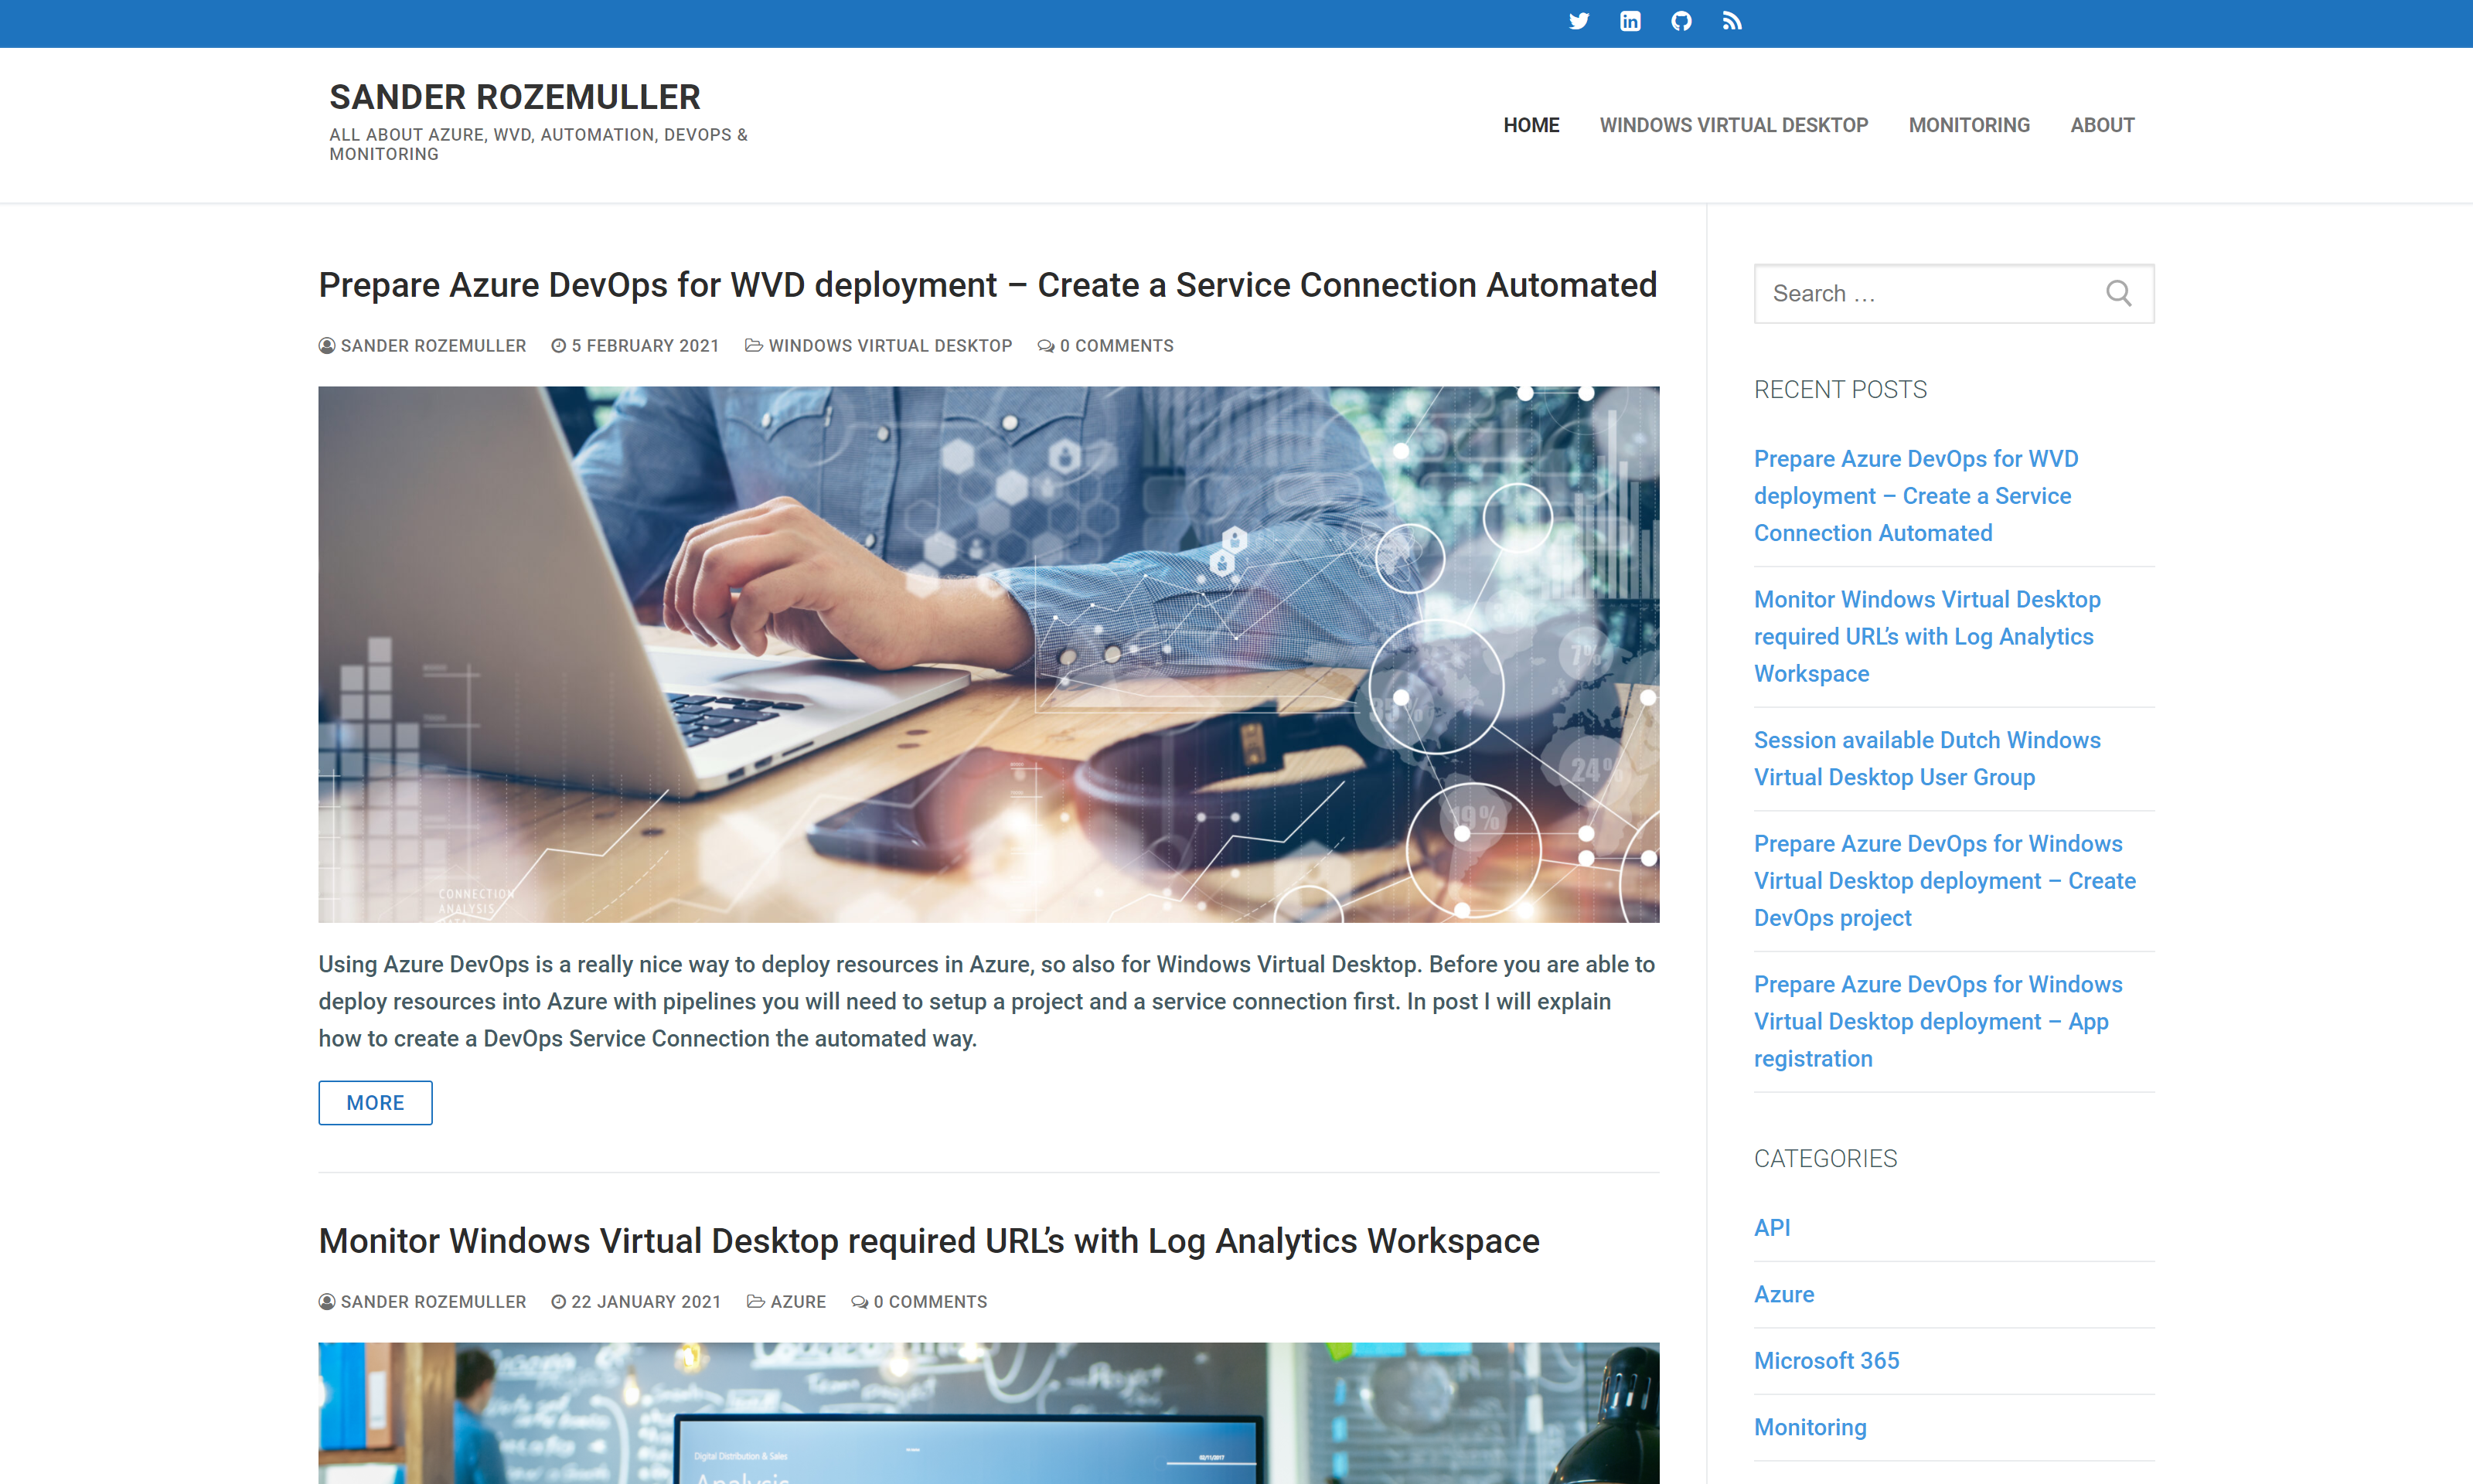 SANDER ROZEMULLER
ALL ABOUT AZURE, WVD, AUTOMATION, DEVOPS &
MONITORING
HOME WINDOWS VIRTUAL DESKTOP MONITORING ABOUT
Prepare Azure DevOps for WVD deployment – Create a Service Connection Automated
SANDER ROZEMULLER 5 FEBRUARY 2021 WINDOWS VIRTUAL DESKTOP 0 COMMENTS
7%
33%
24%
19%
CONNECTION
ANALYSIS
Using Azure DevOps is a really nice way to deploy resources in Azure, so also for Windows Virtual Desktop. Before you are able to
deploy resources into Azure with pipelines you will need to setup a project and a service connection first. In post I will explain
how to create a DevOps Service Connection the automated way.
MORE
Monitor Windows Virtual Desktop required URL’s with Log Analytics Workspace
SANDER ROZEMULLER 22 JANUARY 2021 AZURE 0 COMMENTS
Team project
Project
Digital Distribution & Sales
Analysis
Search …
RECENT POSTS
Prepare Azure DevOps for WVD
deployment – Create a Service
Connection Automated
Monitor Windows Virtual Desktop
required URL’s with Log Analytics
Workspace
Session available Dutch Windows
Virtual Desktop User Group
Prepare Azure DevOps for Windows
Virtual Desktop deployment – Create
DevOps project
Prepare Azure DevOps for Windows
Virtual Desktop deployment – App
registration
CATEGORIES
API
Azure
Microsoft 365
Monitoring